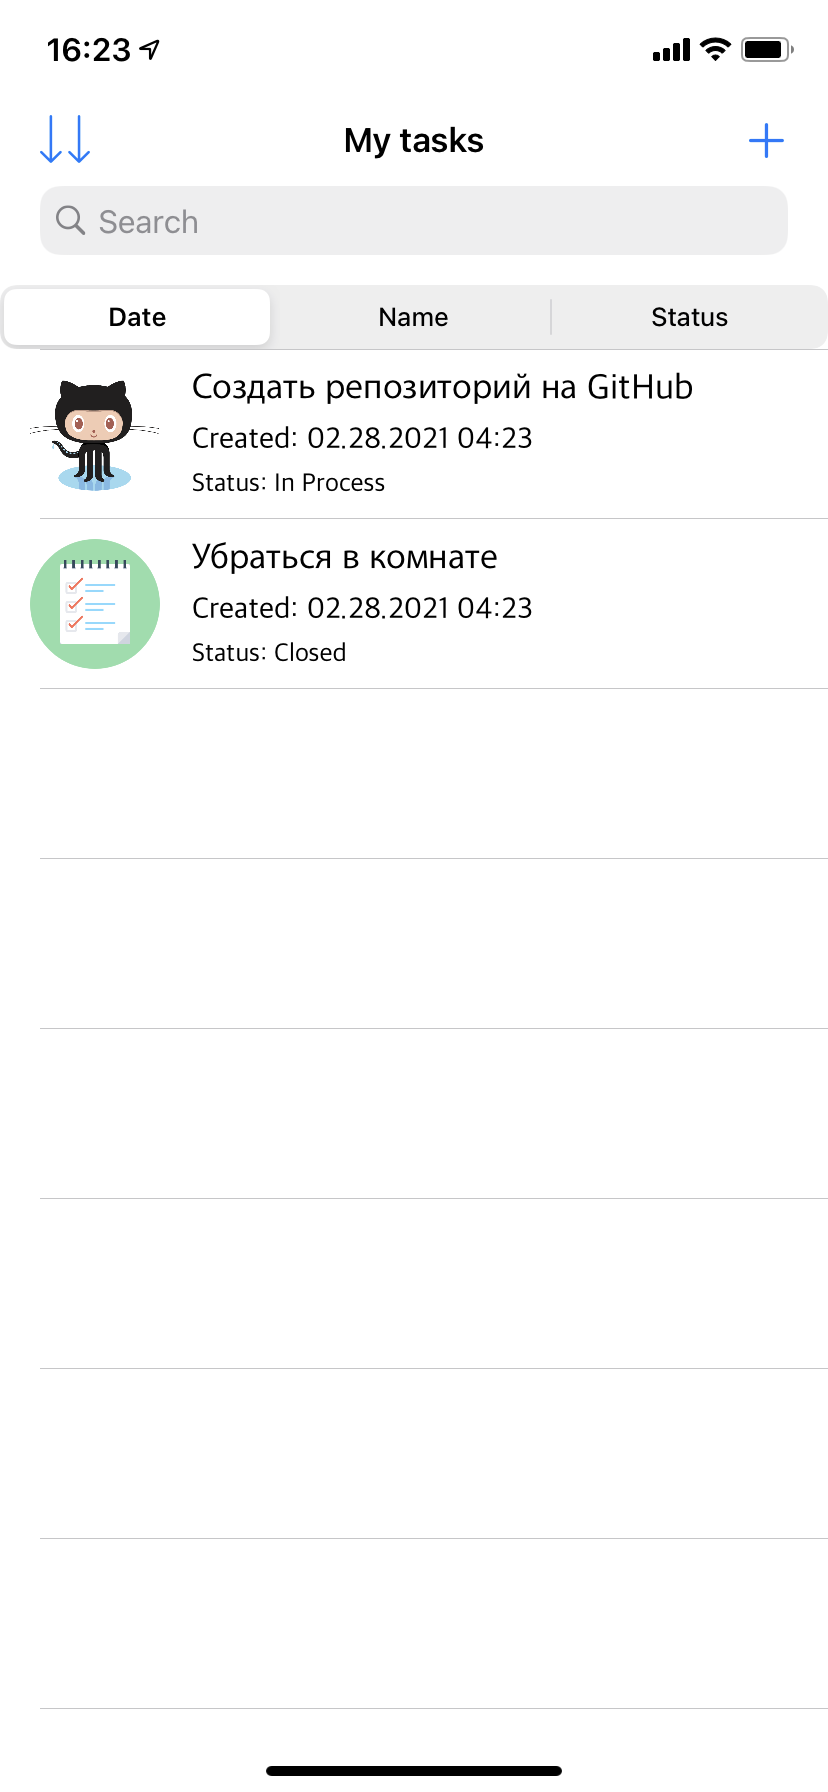 16:23
My tasks
Search
Date Name Status
Создать репозиторий на GitHub
Created: 02.28.2021 04:23
Status: In Process
Убраться в комнате
Created: 02.28.2021 04:23
Status: Closed